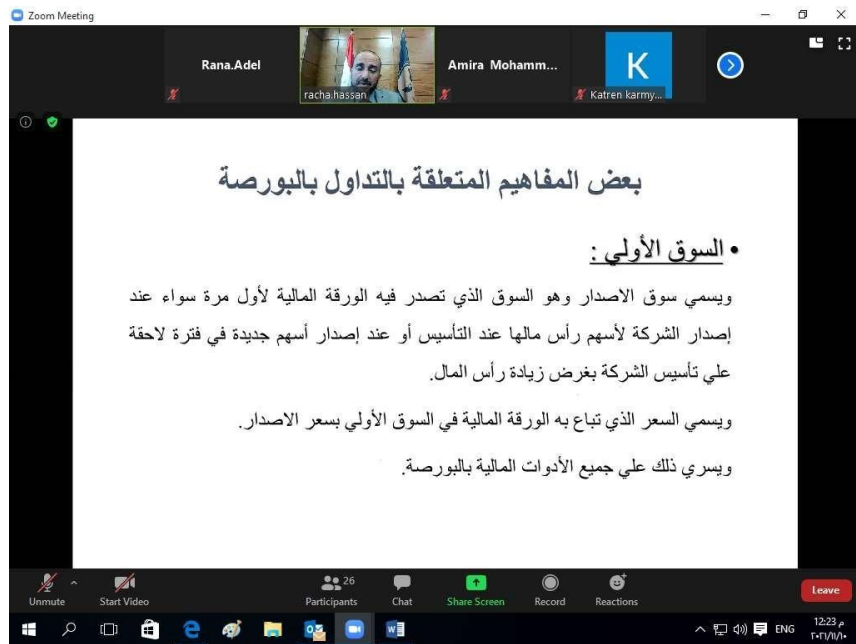 Zoom Meeting
Rana.Adel
racha.hassan
Amira Mohamm...
K
Katren karmy...
بعض المفاهيم المتعلقة بالتداول بالبورصة
• السوق الأولي :
ويسمي سوق الاصدار وهو السوق الذي تصدر فيه الورقة المالية لأول مرة سواء عند
إصدار الشركة لأسهم رأس مالها عند التأسيس أو عند إصدار أسهم جديدة في فترة لاحقة
علي تأسيس الشركة بغرض زيادة رأس المال.
ويسمي السعر الذي تباع به الورقة المالية في السوق الأولي بسعر الاصدار.
ويسري ذلك علي جميع الأدوات المالية بالبورصة.
Unmute
Start Video
26
Participants
Chat
Share Screen
Record
Reactions
Leave
ENG
12:23 م
٢٠٢١/١١/١٠